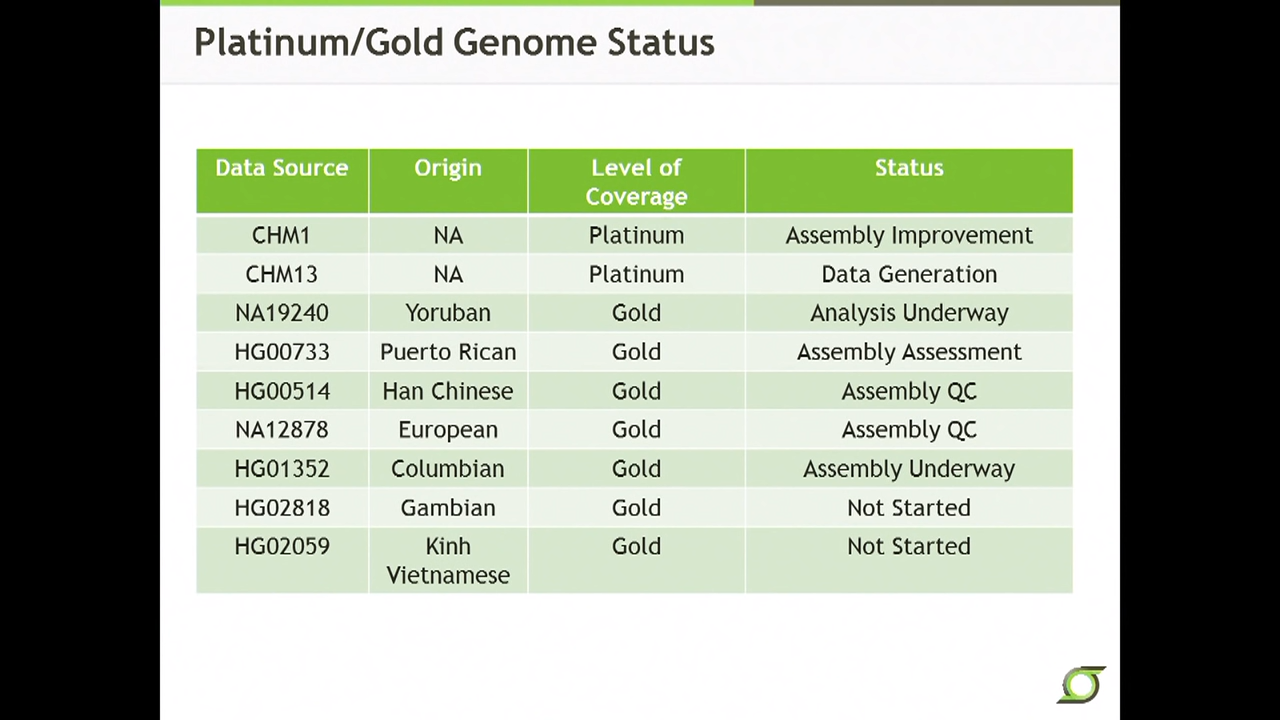 Platinum/Gold Genome Status
Data Source Origin Level of Coverage Status
CHM1 NA Platinum Assembly Improvement
CHM13 NA Platinum Data Generation
NA19240 Yoruban Gold Analysis Underway
HG00733 Puerto Rican Gold Assembly Assessment
HG00514 Han Chinese Gold Assembly QC
NA12878 European Gold Assembly QC
HG01352 Columbian Gold Assembly Underway
HG02818 Gambian Gold Not Started
HG02059 Kinh Vietnamese Gold Not Started